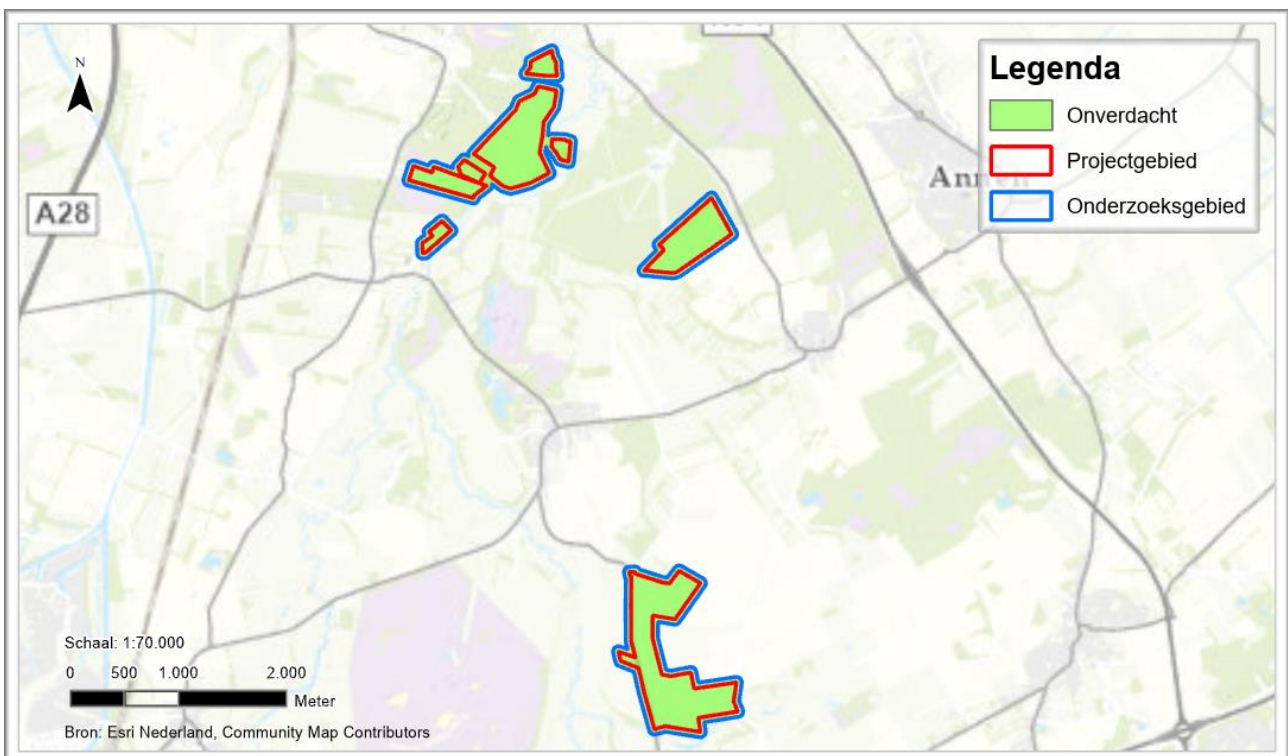 N
A28
Legenda
Onverdacht
Projectgebied
Onderzoeksgebied
Schaal: 1:70.000
0 500 1.000 2.000
Meter
Bron: Esri Nederland, Community Map Contributors